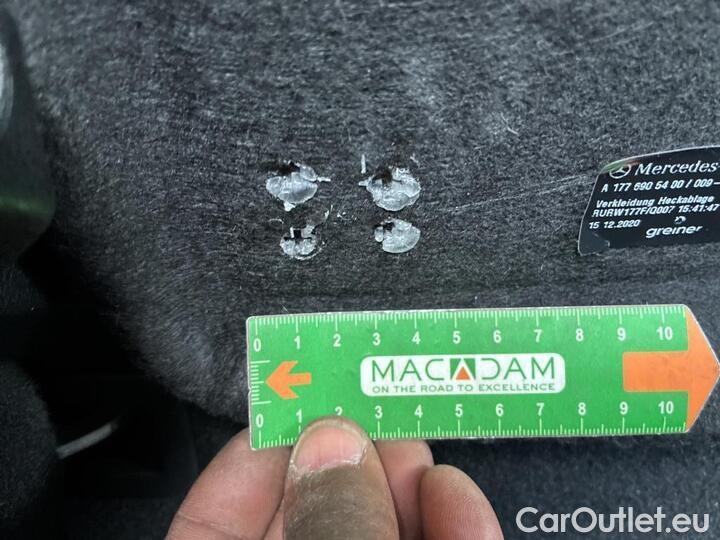 Mercedes-
A 177 690 54 00 / 009-
Verkleidung Heckablage
RURW177F/Q007 15:41:47
15 12.2020
greiner
0 1 2 3 4 5 6 7 8 9 10
MACADAM
ON THE ROAD TO EXCELLENCE
0 1 2 3 4 5 6 7 8 9 10
CarOutlet.eu